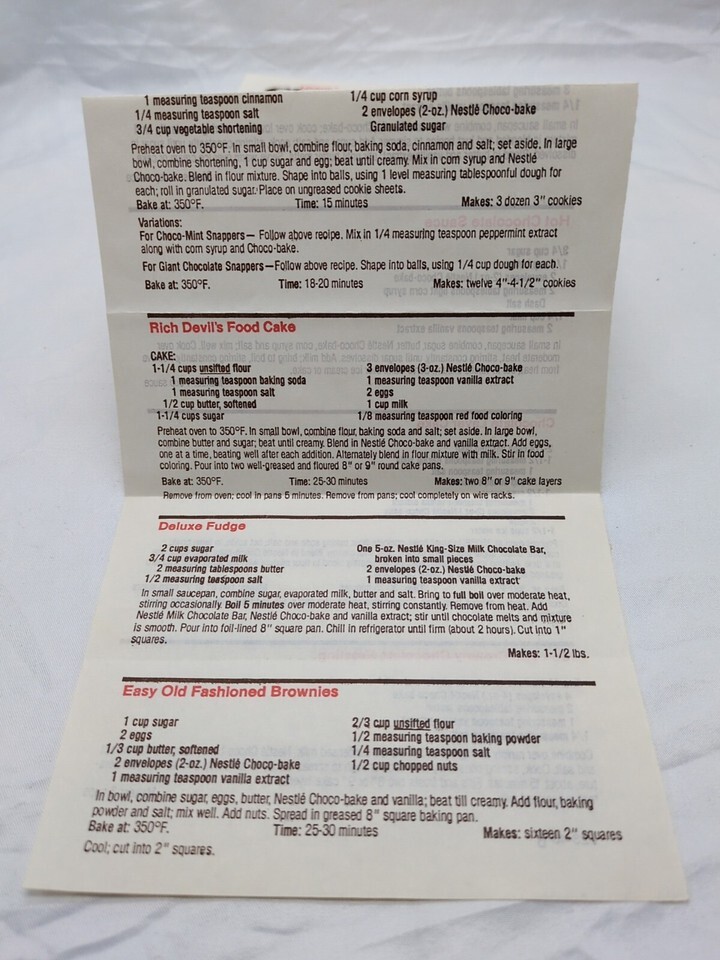 1 measuring teaspoon cinnamon 1/4 cup corn syrup
1/4 measuring teaspoon salt 2 envelopes (2-oz.) Nestlé Choco-bake
3/4 cup vegetable shortening Granulated sugar
Preheat oven to 350°F. In small bowl, combine flour, baking soda, cinnamon and salt; set aside. In large
bowl, combine shortening, 1 cup sugar and egg; beat until creamy. Mix in corn syrup and Nestlé
Choco-bake. Blend in flour mixture. Shape into balls, using 1 level measuring tablespoonful dough for
each; roll in granulated sugar. Place on ungreased cookie sheets.
Bake at: 350°F. Time: 15 minutes Makes: 3 dozen 3" cookies
Variations:
For Choco-Mint Snappers— Follow above recipe. Mix in 1/4 measuring teaspoon peppermint extract
along with corn syrup and Choco-bake.
For Giant Chocolate Snappers—Follow above recipe. Shape into balls, using 1/4 cup dough for each.
Bake at: 350°F. Time: 18-20 minutes Makes: twelve 4"-4-1/2" cookies
Rich Devil's Food Cake
CAKE:
1-1/4 cups unsifted flour 3 envelopes (3-oz.) Nestlé Choco-bake
1 measuring teaspoon baking soda 1 measuring teaspoon vanilla extract
1 measuring teaspoon salt 2 eggs
1/2 cup butter, softened 1 cup milk
1-1/4 cups sugar 1/8 measuring teaspoon red food coloring
Preheat oven to 350°F. In small bowl, combine flour, baking soda and salt; set aside. In large bowl,
combine butter and sugar; beat until creamy. Blend in Nestlé Choco-bake and vanilla extract. Add eggs,
one at a time, beating well after each addition. Alternately blend in flour mixture with milk. Stir in food
coloring. Pour into two well-greased and floured 8" or 9" round cake pans.
Bake at: 350°F. Time: 25-30 minutes Makes: two 8" or 9" cake layers
Remove from oven; cool in pans 5 minutes. Remove from pans; cool completely on wire racks.
Deluxe Fudge
2 cups sugar One 5-oz. Nestlé King-Size Milk Chocolate Bar,
3/4 cup evaporated milk broken into small pieces
2 measuring tablespoons butter 2 envelopes (2-oz.) Nestlé Choco-bake
1/2 measuring teaspoon salt 1 measuring teaspoon vanilla extract
In small saucepan, combine sugar, evaporated milk, butter and salt. Bring to full boil over moderate heat,
stirring occasionally. Boil 5 minutes over moderate heat, stirring constantly. Remove from heat. Add
Nestlé Milk Chocolate Bar, Nestlé Choco-bake and vanilla extract; stir until chocolate melts and mixture
is smooth. Pour into foil-lined 8" square pan. Chill in refrigerator until firm (about 2 hours). Cut into 1"
squares.
Makes: 1-1/2 lbs.
Easy Old Fashioned Brownies
1 cup sugar 2/3 cup unsifted flour
2 eggs 1/2 measuring teaspoon baking powder
1/3 cup butter, softened 1/4 measuring teaspoon salt
2 envelopes (2-oz.) Nestlé Choco-bake 1/2 cup chopped nuts
1 measuring teaspoon vanilla extract
In bowl, combine sugar, eggs, butter, Nestlé Choco-bake and vanilla; beat till creamy. Add flour, baking
powder and salt; mix well. Add nuts. Spread in greased 8" square baking pan.
Bake at: 350°F. Time: 25-30 minutes Makes: sixteen 2" squares
Cool; cut into 2" squares.